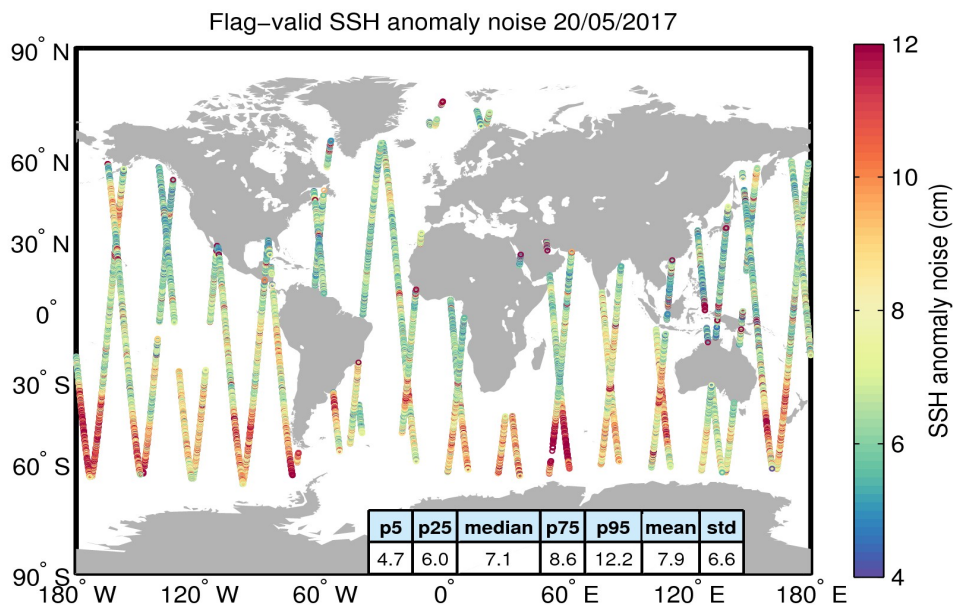 Flag–valid SSH anomaly noise 20/05/2017
90° N
60° N
30° N
0°
30° S
60° S
90° S
180° W 120° W 60° W 0° 60° E 120° E 180° E
p5 p25 median p75 p95 mean std
4.7 6.0 7.1 8.6 12.2 7.9 6.6
12
10
8
6
4
SSH anomaly noise (cm)